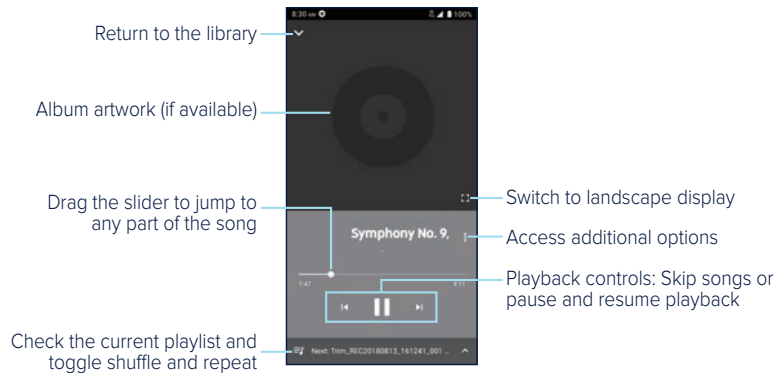 8:30 AM
100%
Return to the library
Album artwork (if available)
Switch to landscape display
Drag the slider to jump to
any part of the song
Symphony No. 9,
Access additional options
1:47
9:11
Playback controls: Skip songs or
pause and resume playback
Check the current playlist and
toggle shuffle and repeat
Next: Trim_REC20180813_161241_001 ..